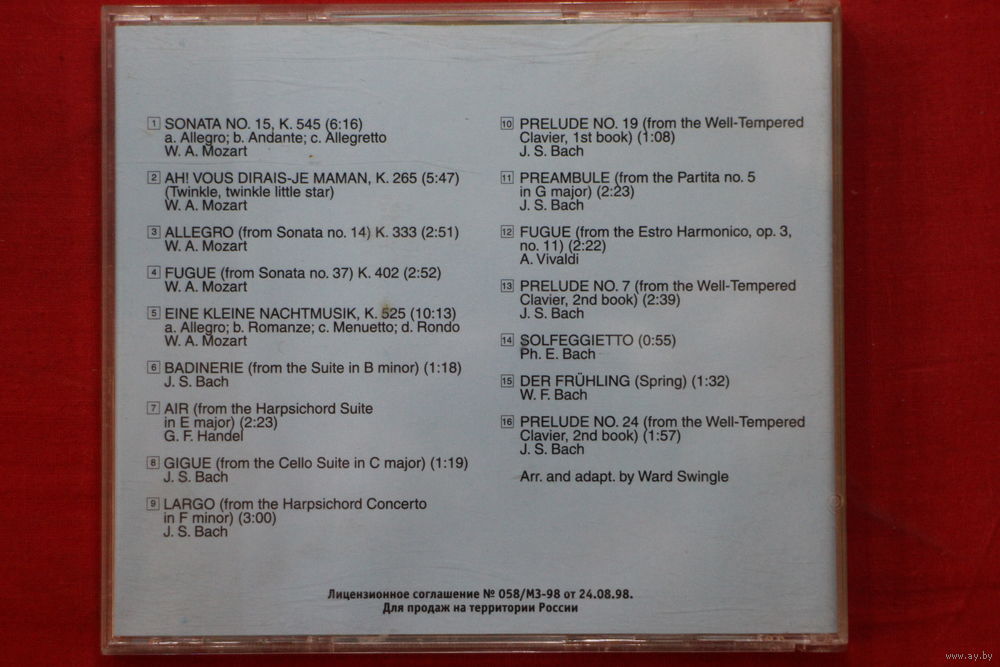 1 SONATA NO. 15, K. 545 (6:16)
a. Allegro; b. Andante; c. Allegretto
W. A. Mozart
2 AH! VOUS DIRAIS-JE MAMAN, K. 265 (5:47)
(Twinkle, twinkle little star)
W. A. Mozart
3 ALLEGRO (from Sonata no. 14) K. 333 (2:51)
W. A. Mozart
4 FUGUE (from Sonata no. 37) K. 402 (2:52)
W. A. Mozart
5 EINE KLEINE NACHTMUSIK, K. 525 (10:13)
a. Allegro; b. Romanze; c. Menuetto; d. Rondo
W. A. Mozart
6 BADINERIE (from the Suite in B minor) (1:18)
J. S. Bach
7 AIR (from the Harpsichord Suite
in E major) (2:23)
G. F. Handel
8 GIGUE (from the Cello Suite in C major) (1:19)
J. S. Bach
9 LARGO (from the Harpsichord Concerto
in F minor) (3:00)
J. S. Bach
10 PRELUDE NO. 19 (from the Well-Tempered
Clavier, 1st book) (1:08)
J. S. Bach
11 PREAMBULE (from the Partita no. 5
in G major) (2:23)
J. S. Bach
12 FUGUE (from the Estro Harmonico, op. 3,
no. 11) (2:22)
A. Vivaldi
13 PRELUDE NO. 7 (from the Well-Tempered
Clavier, 2nd book) (2:39)
J. S. Bach
14 SOLFEGGIETTO (0:55)
Ph. E. Bach
15 DER FRÜHLING (Spring) (1:32)
W. F. Bach
16 PRELUDE NO. 24 (from the Well-Tempered
Clavier, 2nd book) (1:57)
J. S. Bach
Arr. and adapt. by Ward Swingle
Лицензионное соглашение № 058/МЗ-98 от 24.08.98.
Для продаж на территории России
www.ay.by